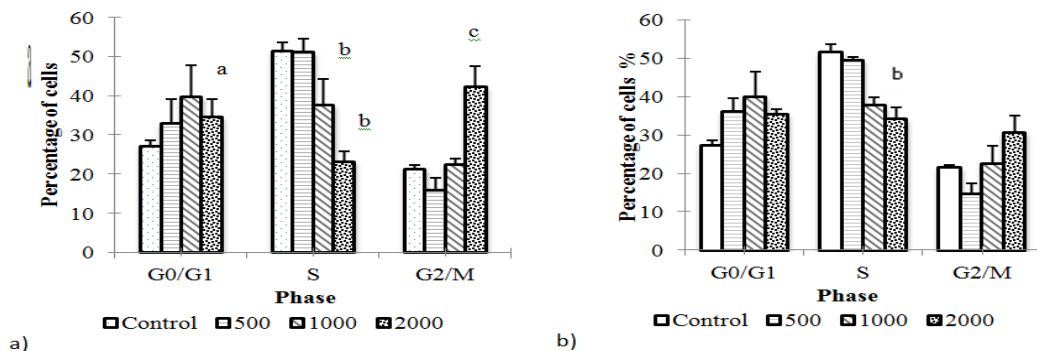 60
50
40
30
20
10
0
Percentage of cells
a
b
b
c
G0/G1 S G2/M
Phase
Control 500 1000 2000
a)
60
50
40
30
20
10
0
Percentage of cells %
b
G0/G1 S G2/M
Phase
Control 500 1000 2000
b)